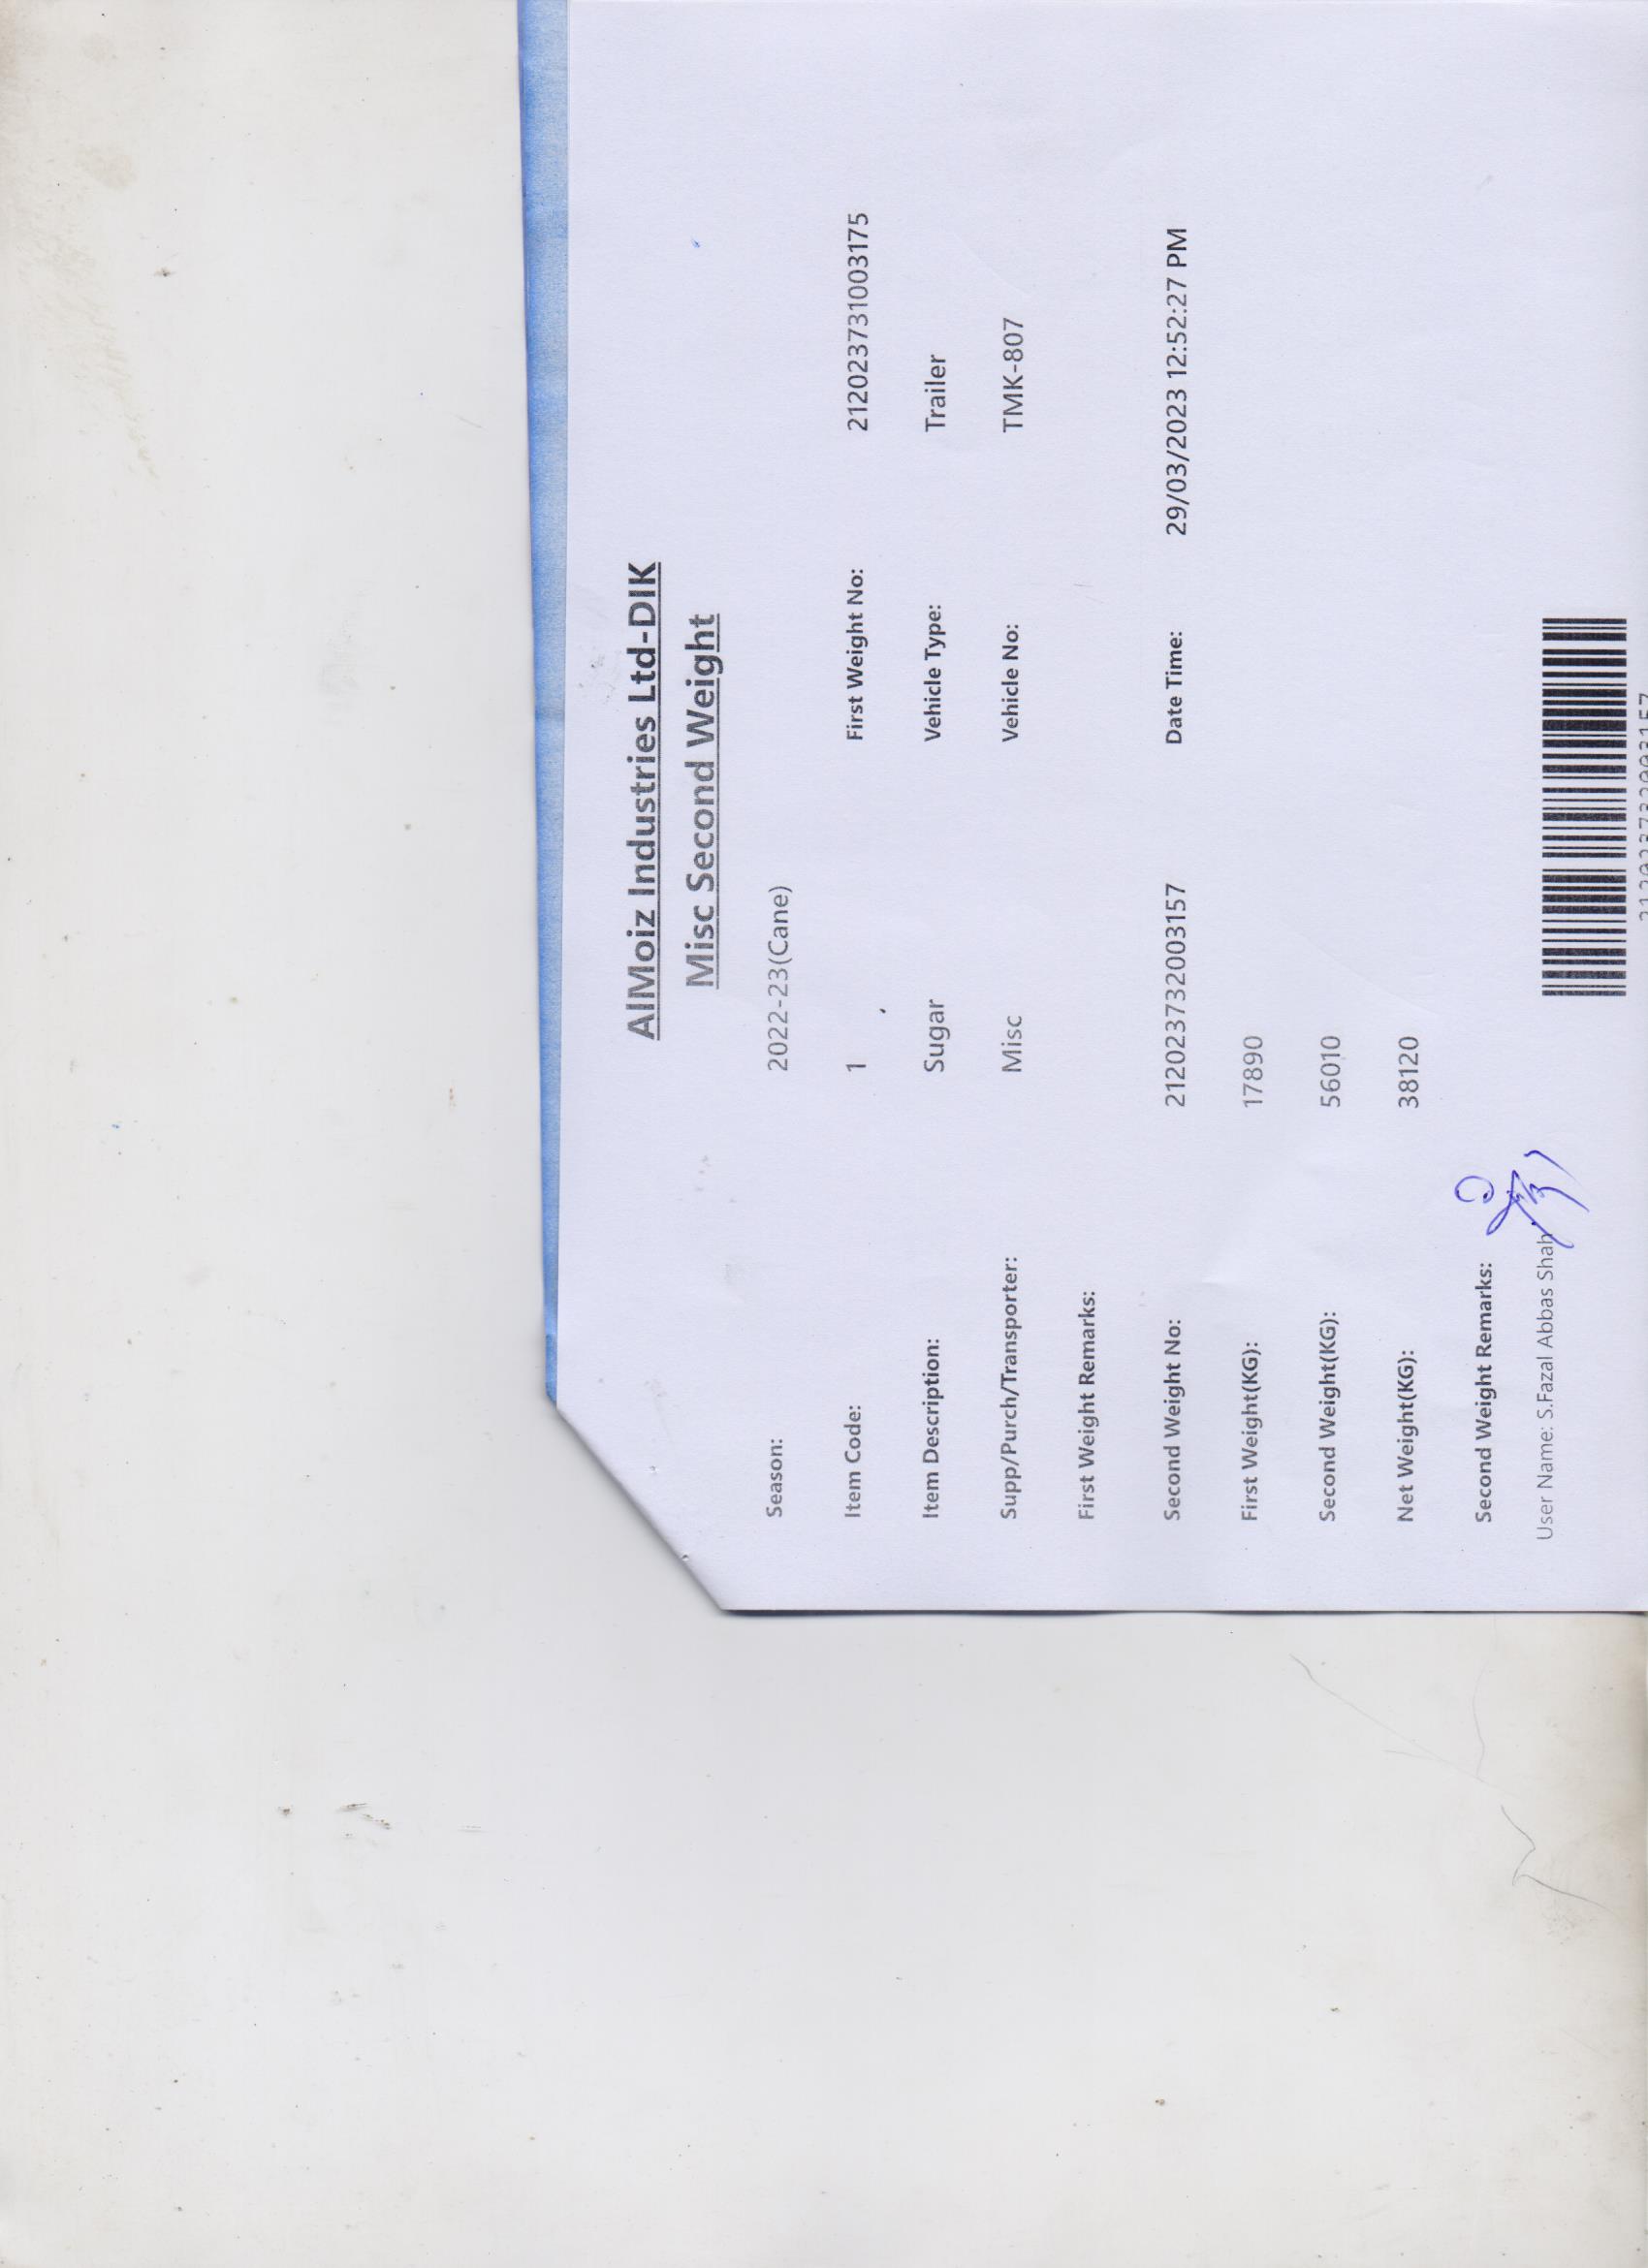 AlMoiz Industries Ltd-DIK
Misc Second Weight
Season: 2022-23(Cane)
Item Code: 1 First Weight No: 2120237310031​75
Item Description: Sugar Vehicle Type: Trailer
Supp/Purch/Transporter: Misc Vehicle No: TMK-807
First Weight Remarks:
Second Weight No: 212023732003157 Date Time: 29/03/2023 12:52:27 PM
First Weight(KG): 17890
Second Weight(KG): 56010
Net Weight(KG): 38120
Second Weight Remarks:
User Name: S.Fazal Abbas Shah
212023732003157